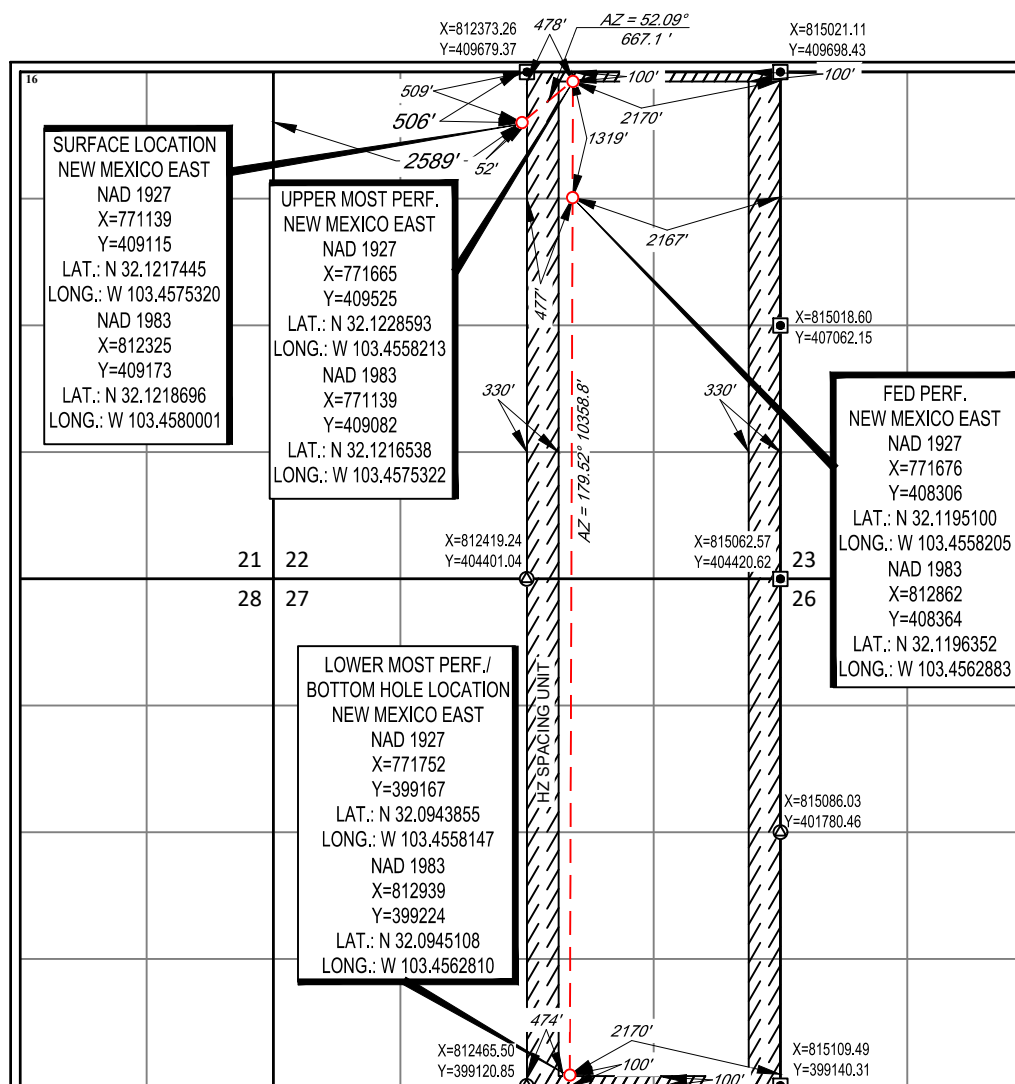 X=812373.26
Y=409679.37
478'
AZ = 52.09°
667.1 '
X=815021.11
Y=409698.43
16
100'
100'
509'
506'
2170'
1319'
2589'
52'
SURFACE LOCATION
NEW MEXICO EAST
NAD 1927
X=771139
Y=409115
LAT.: N 32.1217445
LONG.: W 103.4575320
NAD 1983
X=812325
Y=409173
LAT.: N 32.1218696
LONG.: W 103.4580001
UPPER MOST PERF.
NEW MEXICO EAST
NAD 1927
X=771665
Y=409525
LAT.: N 32.1228593
LONG.: W 103.4558213
NAD 1983
X=771139
Y=409082
LAT.: N 32.1216538
LONG.: W 103.4575322
2167'
477'
X=815018.60
Y=407062.15
330'
330'
AZ = 179.52° 10358.8'
FED PERF.
NEW MEXICO EAST
NAD 1927
X=771676
Y=408306
LAT.: N 32.1195100
LONG.: W 103.4558205
NAD 1983
X=812862
Y=408364
LAT.: N 32.1196352
LONG.: W 103.4562883
X=812419.24
Y=404401.04
X=815062.57
Y=404420.62
21
22
23
28
27
26
LOWER MOST PERF./
BOTTOM HOLE LOCATION
NEW MEXICO EAST
NAD 1927
X=771752
Y=399167
LAT.: N 32.0943855
LONG.: W 103.4558147
NAD 1983
X=812939
Y=399224
LAT.: N 32.0945108
LONG.: W 103.4562810
HZ SPACING UNIT
X=815086.03
Y=401780.46
474'
2170'
X=812465.50
Y=399120.85
100'
100'
X=815109.49
Y=399140.31